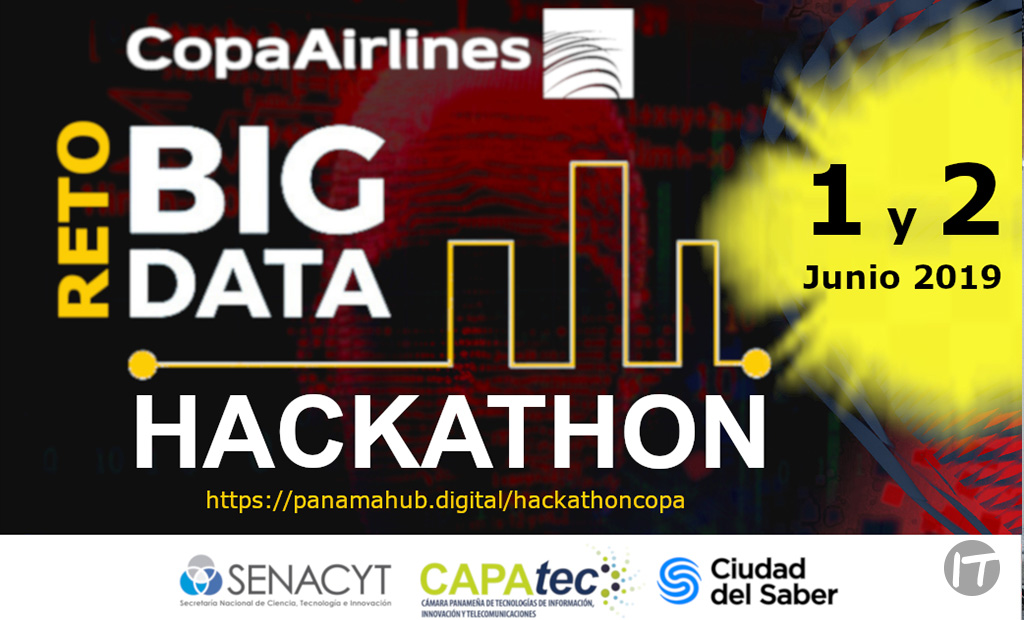 CopaAirlines
RETO
BIG
DATA
1 y 2
Junio 2019
HACKATHON
https://panamahub.digital/hackathoncopa
SENACYT
Secretaría Nacional de Ciencia, Tecnología e Innovación
CAPAtec
CÁMARA PANAMEÑA DE TECNOLOGÍAS DE INFORMACIÓN,
INNOVACIÓN Y TELECOMUNICACIONES
Ciudad
del Saber
IT